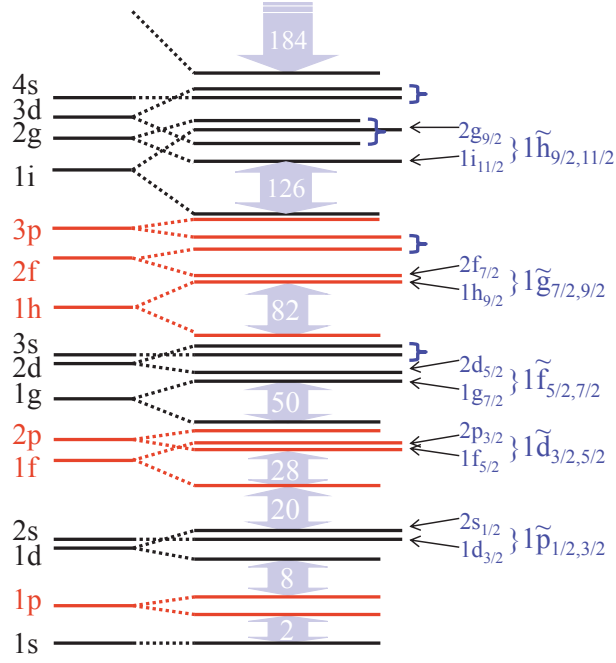 184
4s
3d
2g
2g9/2
1i11/2 } 1h̃9/2,11/2
1i
126
3p
2f
2f7/2
1h9/2 } 1g̃7/2,9/2
1h
82
3s
2d
2d5/2
1g7/2 } 1f̃5/2,7/2
1g
50
2p
2p3/2
1f5/2 } 1d̃3/2,5/2
1f
28
20
2s
2s1/2
1d3/2 } 1p̃1/2,3/2
1d
8
1p
2
1s